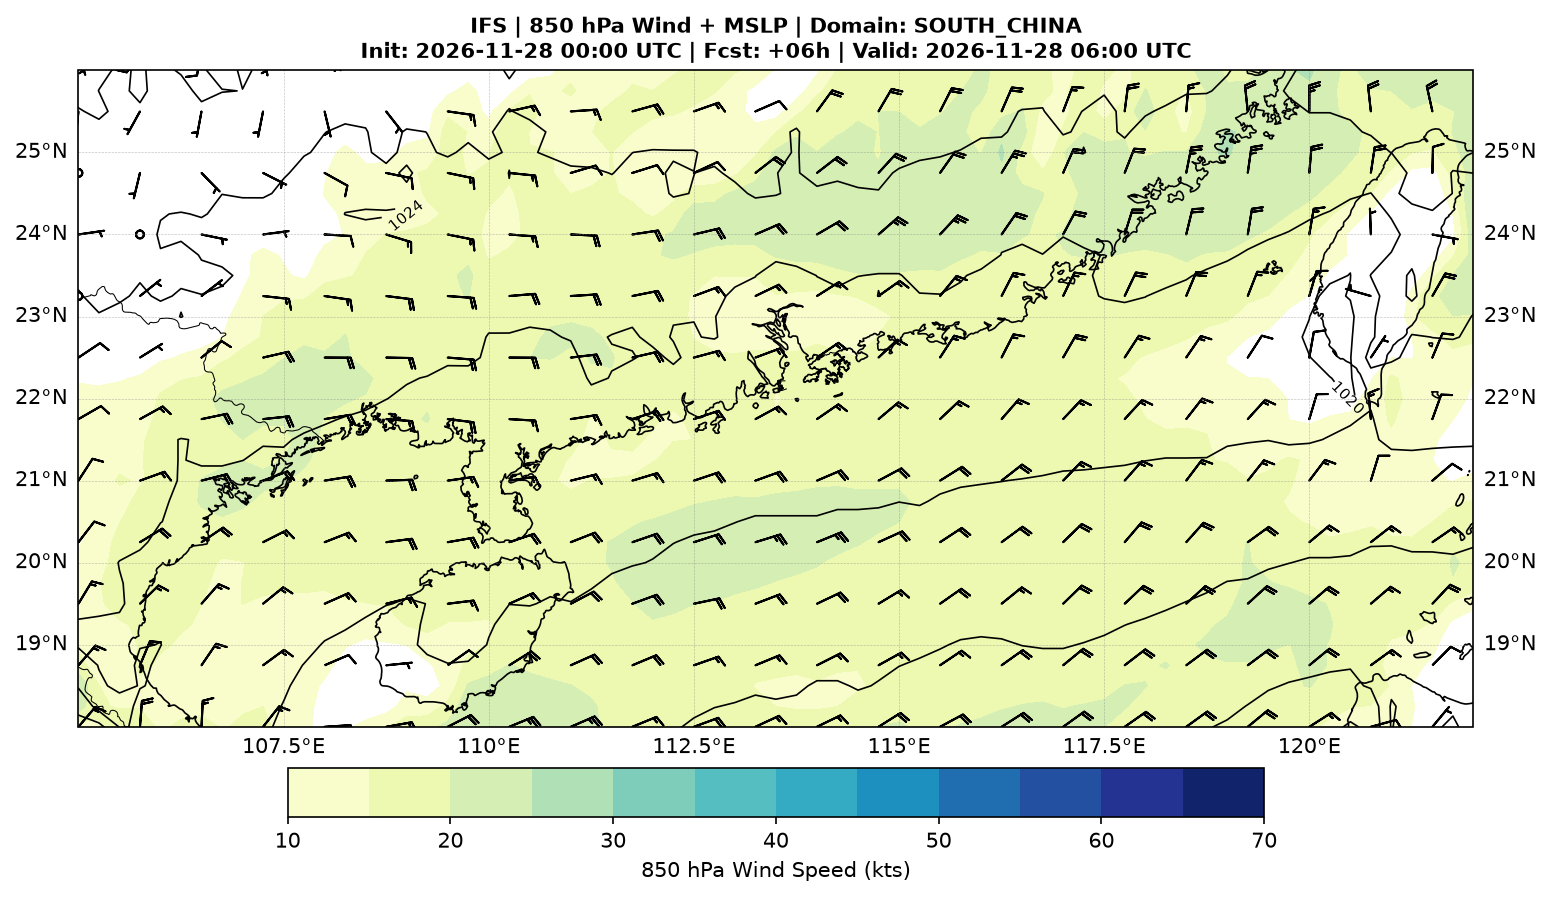 IFS | 850 hPa Wind + MSLP | Domain: SOUTH_CHINA
Init: 2026-11-28 00:00 UTC | Fcst: +06h | Valid: 2026-11-28 06:00 UTC
25°N 25°N
24°N 24°N
23°N 23°N
22°N 22°N
21°N 21°N
20°N 20°N
19°N 19°N
1024
1020
107.5°E 110°E 112.5°E 115°E 117.5°E 120°E
10 20 30 40 50 60 70
850 hPa Wind Speed (kts)